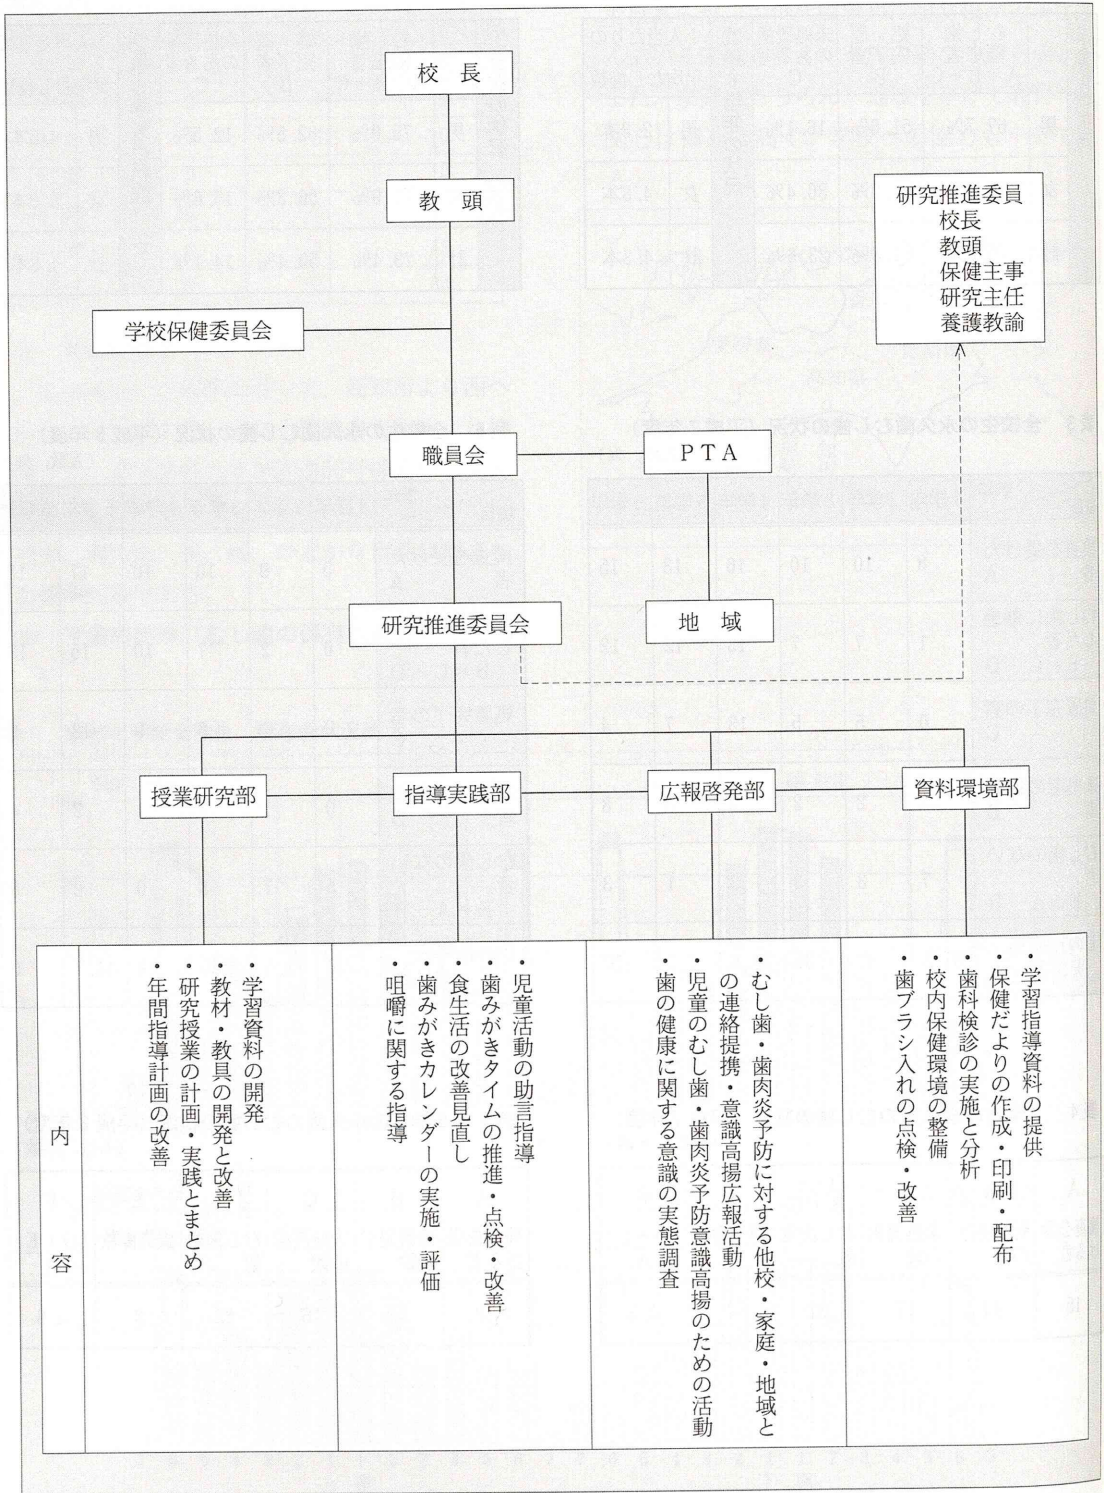 校長
教頭
研究推進委員
校長
教頭
保健主事
研究主任
養護教諭
学校保健委員会
職員会
PTA
研究推進委員会
地域
授業研究部
指導実践部
広報啓発部
資料環境部
内容
・学習資料の開発
・教材・教具の開発と改善
・研究授業の計画・実践とまとめ
・年間指導計画の改善
・児童活動の助言指導
・歯みがきタイムの推進・点検・改善
・食生活の改善見直し
・歯みがきカレンダーの実施・評価
・咀嚼に関する指導
・むし歯・歯肉炎予防に対する他校・家庭・地域と
の連絡提携・意識高揚広報活動
・児童のむし歯・歯肉炎予防意識高揚のための活動
・歯の健康に関する意識の実態調査
・学習指導資料の提供
・保健だよりの作成・印刷・配布
・歯科検診の実施と分析
・校内保健環境の整備
・歯ブラシ入れの点検・改善